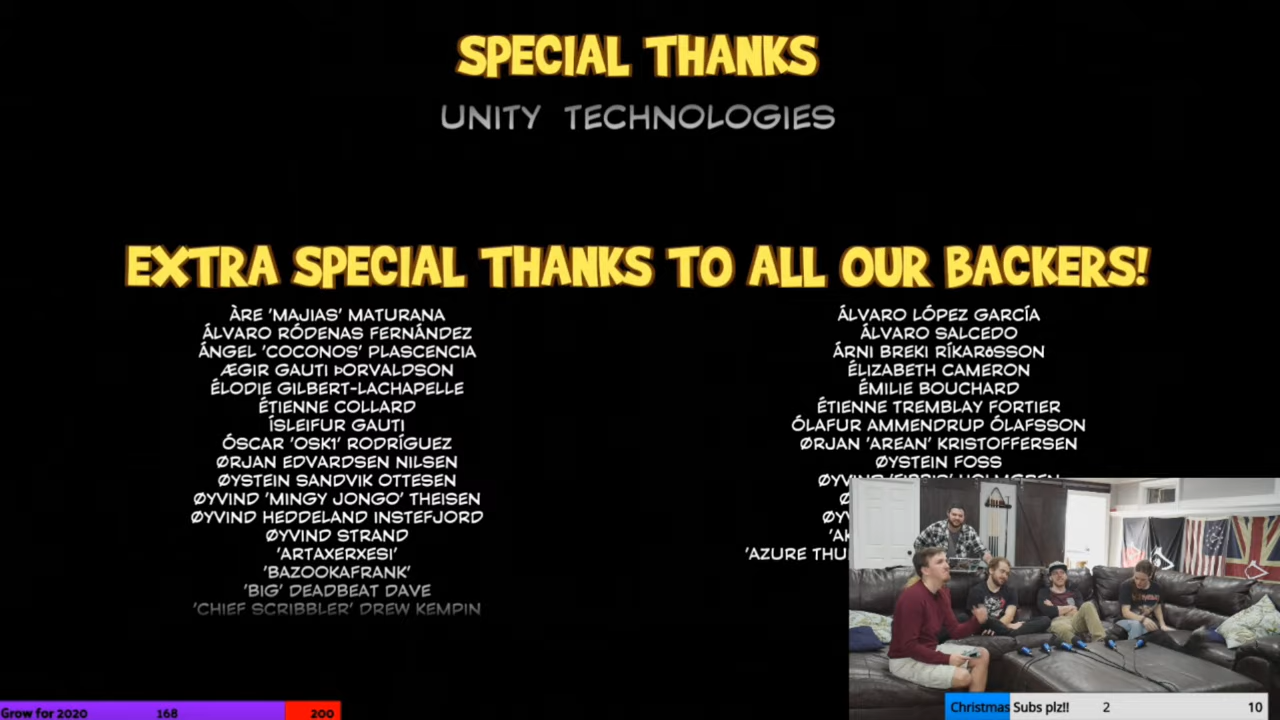 SPECIAL THANKS
UNITY TECHNOLOGIES
EXTRA SPECIAL THANKS TO ALL OUR BACKERS!
ÀRE 'MAJIAS' MATURANA
ÁLVARO RÓDENAS FERNÁNDEZ
ÁNGEL 'COCONOS' PLASCENCIA
ÆGIR GAUTI ÞORVALDSON
ÉLODIE GILBERT-LACHAPELLE
ÉTIENNE COLLARD
ÍSLEIFUR GAUTI
ÓSCAR 'OSK1' RODRÍGUEZ
ØRJAN EDVARDSEN NILSEN
ØYSTEIN SANDVIK OTTESEN
ØYVIND 'MINGY JONGO' THEISEN
ØYVIND HEDDELAND INSTEFJORD
ØYVIND STRAND
'ARTAXERXESI'
'BAZOOKAFRANK'
'BIG' DEADBEAT DAVE
'CHIEF SCRIBBLER' DREW KEMPIN
ÁLVARO LÓPEZ GARCÍA
ÁLVARO SALCEDO
ÁRNI BREKI RÍKARðSSON
ÉLIZABETH CAMERON
ÉMILIE BOUCHARD
ÉTIENNE TREMBLAY FORTIER
ÓLAFUR AMMENDRUP ÓLAFSSON
ØRJAN 'AREAN' KRISTOFFERSEN
ØYSTEIN FOSS
'AZURE
Grow for 2020 168 200
Christmas Subs plz!! 2 10